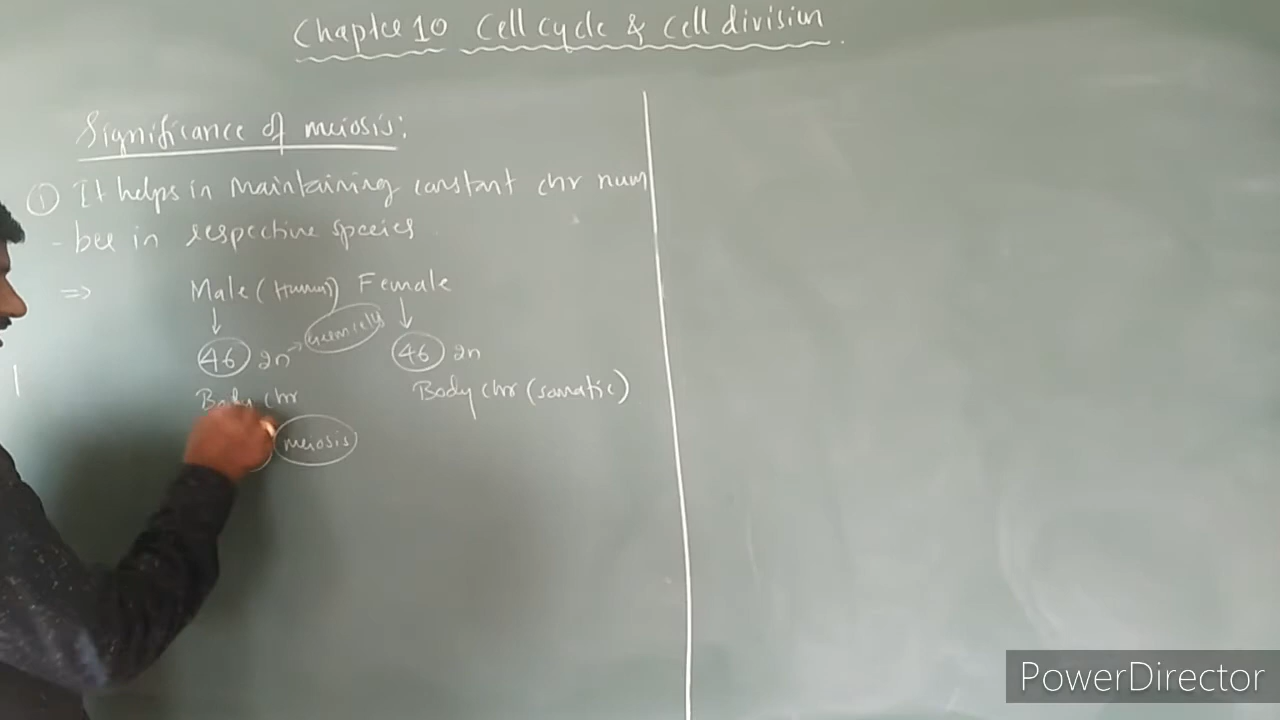 Chapter 10 Cell cycle & cell division.
Significance of meiosis:
① It helps in maintaining constant chr num
- ber in respective species
=> Male (Human) Female
46 2n → 46 2n
Body chr Body chr (somatic)
meiosis
PowerDirector